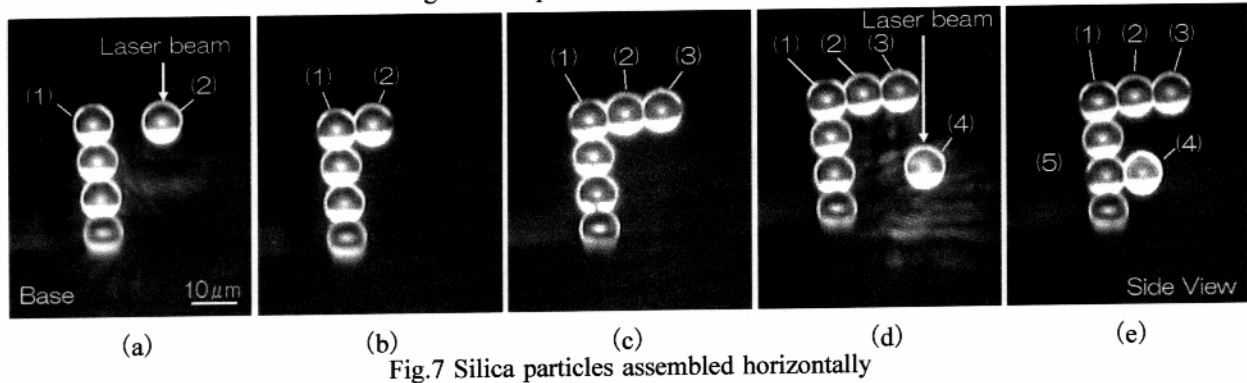 Laser beam
(1)
(2)
Base
10μm
(1)
(2)
(1)
(2)
(3)
(1)
(2)
(3)
Laser beam
(4)
(1)
(2)
(3)
(5)
(4)
Side View
(a)
(b)
(c)
(d)
(e)
Fig.7 Silica particles assembled horizontally